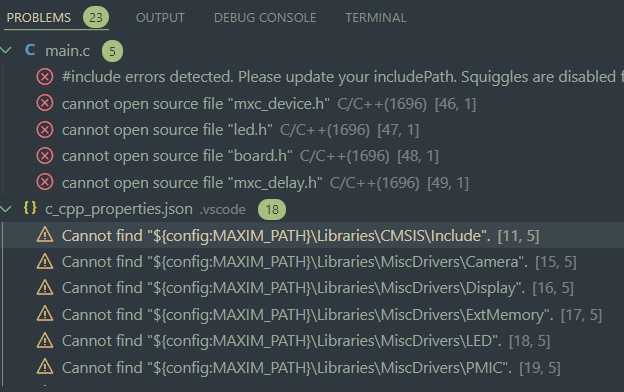 PROBLEMS 23 OUTPUT DEBUG CONSOLE TERMINAL
C main.c 5
#include errors detected. Please update your includePath. Squiggles are disabled f
cannot open source file "mxc_device.h" C/C++(1696) [46, 1]
cannot open source file "led.h" C/C++(1696) [47, 1]
cannot open source file "board.h" C/C++(1696) [48, 1]
cannot open source file "mxc_delay.h" C/C++(1696) [49, 1]
{} c_cpp_properties.json .vscode 18
Cannot find "${config:MAXIM_PATH}\Libraries\CMSIS\Include". [11, 5]
Cannot find "${config:MAXIM_PATH}\Libraries\MiscDrivers\Camera". [15, 5]
Cannot find "${config:MAXIM_PATH}\Libraries\MiscDrivers\Display". [16, 5]
Cannot find "${config:MAXIM_PATH}\Libraries\MiscDrivers\ExtMemory". [17, 5]
Cannot find "${config:MAXIM_PATH}\Libraries\MiscDrivers\LED". [18, 5]
Cannot find "${config:MAXIM_PATH}\Libraries\MiscDrivers\PMIC". [19, 5]